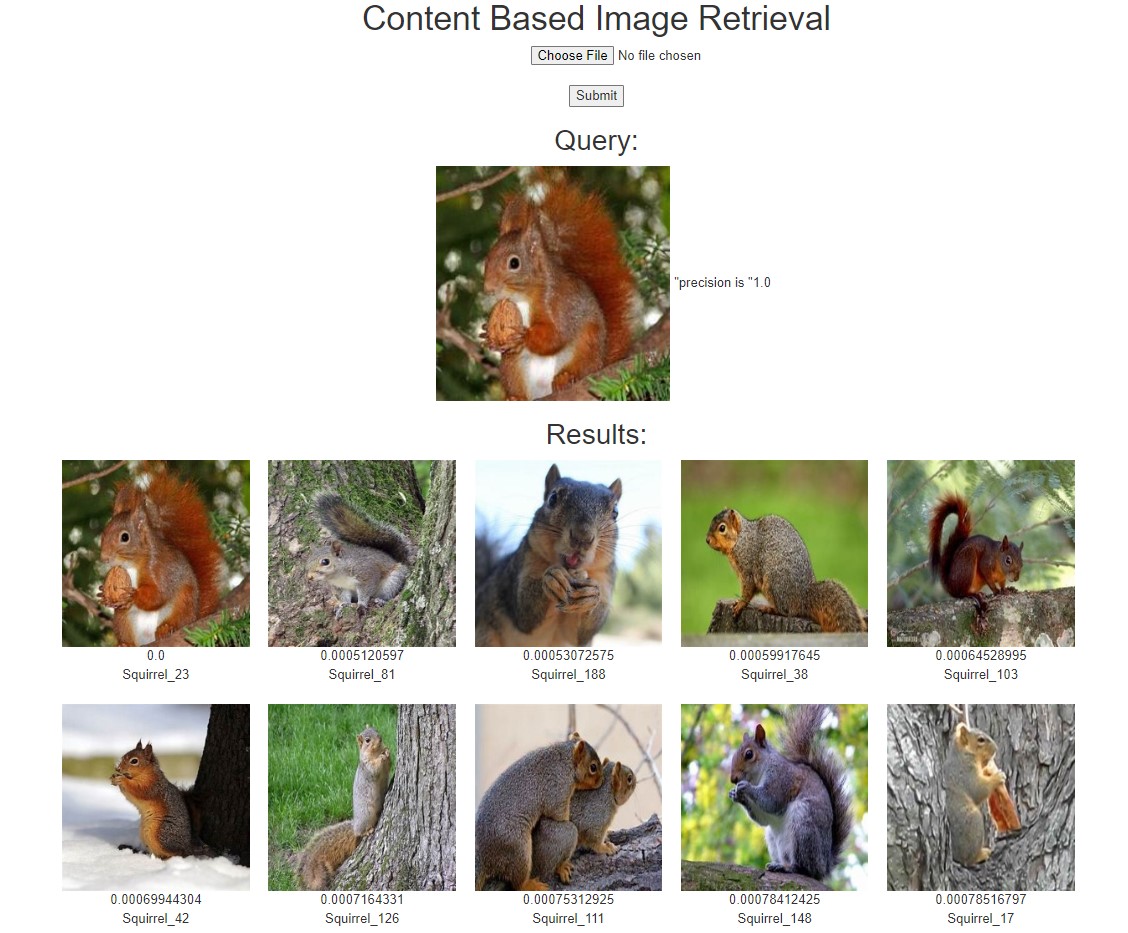 Content Based Image Retrieval
Choose File No file chosen
Submit
Query:
"precision is "1.0
Results:
0.0 0.0005120597 0.00053072575 0.00059917645 0.00064528995
Squirrel_23 Squirrel_81 Squirrel_188 Squirrel_38 Squirrel_103
0.00069944304 0.0007164331 0.00075312925 0.00078412425 0.00078516797
Squirrel_42 Squirrel_126 Squirrel_111 Squirrel_148 Squirrel_17